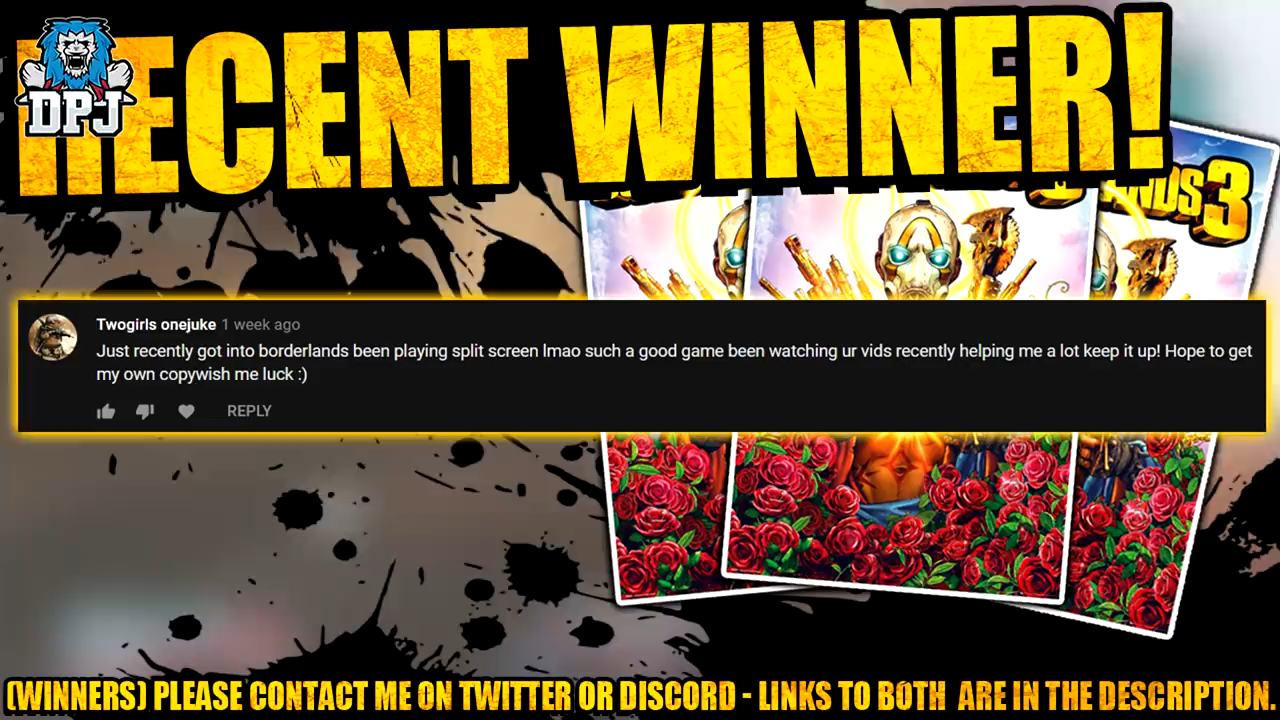 RECENT WINNER!
DPJ
ANDS 3
Twogirls onejuke 1 week ago
Just recently got into borderlands been playing split screen lmao such a good game been watching ur vids recently helping me a lot keep it up! Hope to get
my own copywish me luck :)
REPLY
(WINNERS) PLEASE CONTACT ME ON TWITTER OR DISCORD - LINKS TO BOTH ARE IN THE DESCRIPTION.